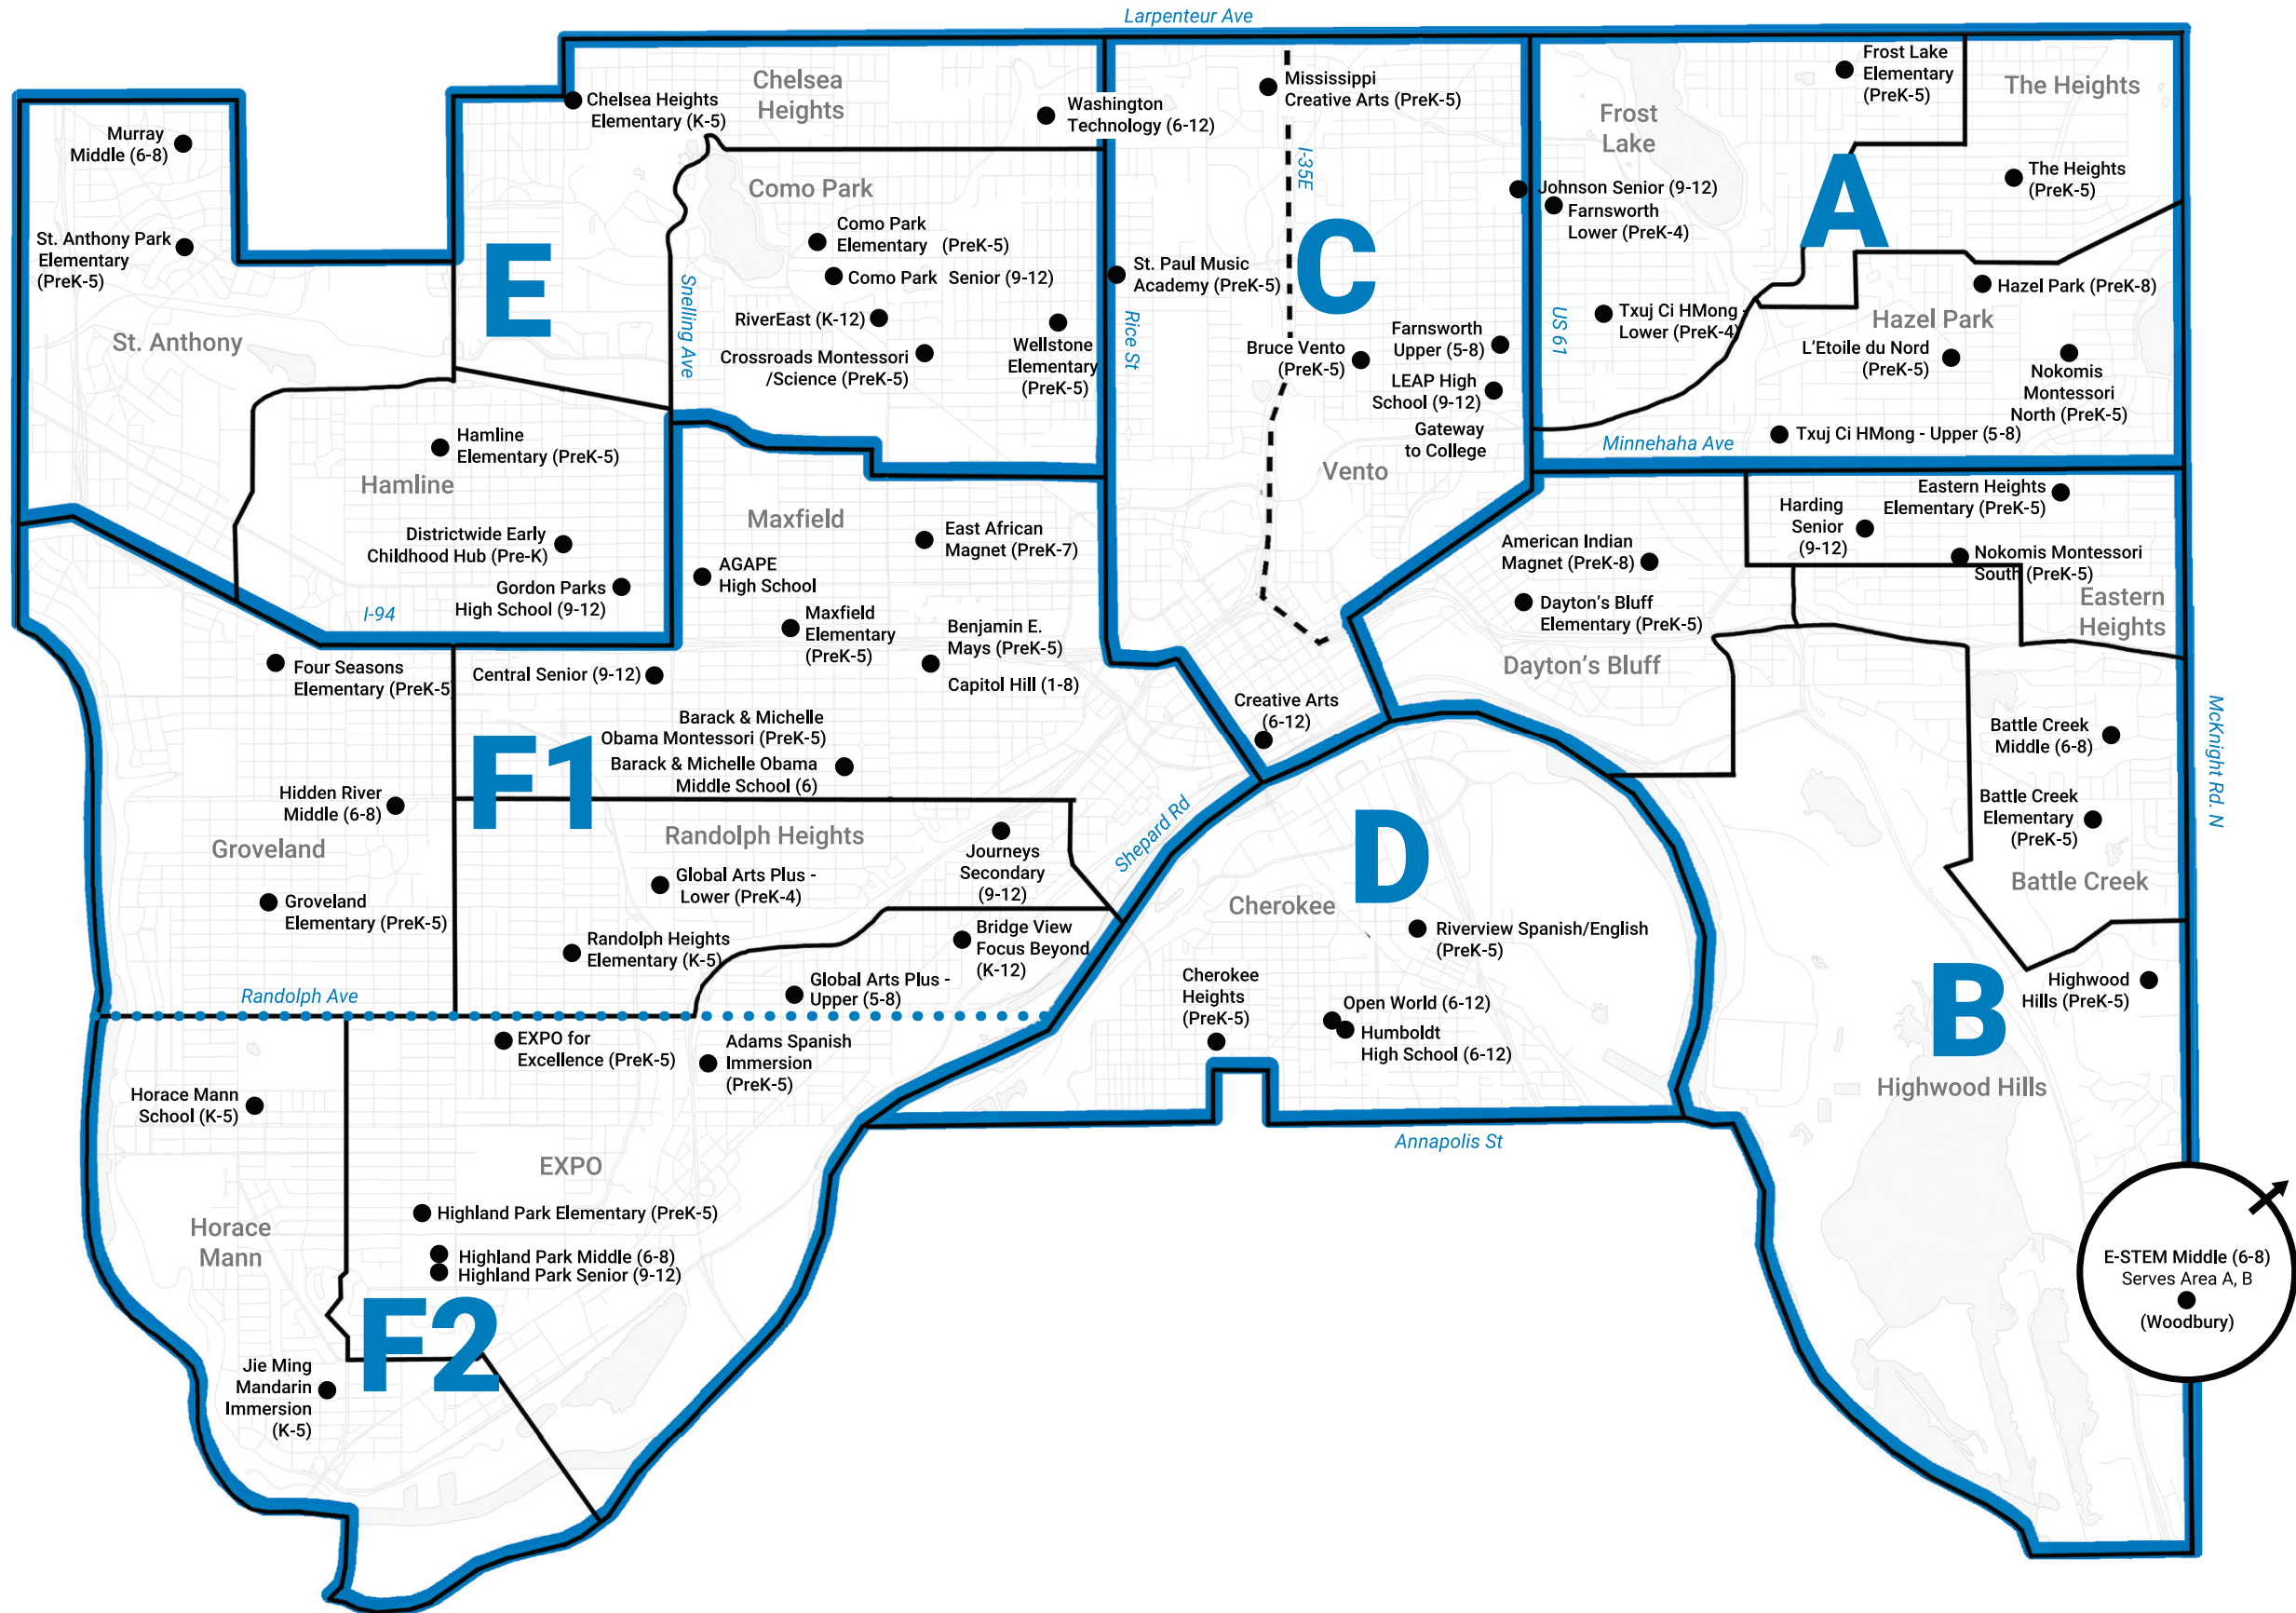 Larpenteur Ave
Murray
Middle (6-8)
St. Anthony Park
Elementary
(PreK-5)
St. Anthony
Chelsea Heights
Elementary (K-5)
Chelsea
Heights
Washington
Technology (6-12)
E
Como Park
Como Park
Elementary (PreK-5)
Como Park Senior (9-12)
RiverEast (K-12)
Crossroads Montessori
/Science (PreK-5)
Wellstone
Elementary
(PreK-5)
Snelling Ave
Rice St
Hamline
Elementary (PreK-5)
Hamline
Districtwide Early
Childhood Hub (Pre-K)
Gordon Parks
High School (9-12)
I-94
Mississippi
Creative Arts (PreK-5)
I-35E
C
St. Paul Music
Academy (PreK-5)
Bruce Vento
(PreK-5)
Farnsworth
Upper (5-8)
LEAP High
School (9-12)
Gateway
to College
Vento
Creative Arts
(6-12)
Frost Lake
Elementary
(PreK-5)
The Heights
Frost
Lake
A
The Heights
(PreK-5)
Johnson Senior (9-12)
Farnsworth
Lower (PreK-4)
US 61
Txuj Ci HMong -
Lower (PreK-4)
Hazel Park (PreK-8)
Hazel Park
L'Etoile du Nord
(PreK-5)
Nokomis
Montessori
North (PreK-5)
Txuj Ci HMong - Upper (5-8)
Minnehaha Ave
Maxfield
East African
Magnet (PreK-7)
AGAPE
High School
Maxfield
Elementary
(PreK-5)
Benjamin E.
Mays (PreK-5)
Capitol Hill (1-8)
Central Senior (9-12)
Barack & Michelle
Obama Montessori (PreK-5)
Barack & Michelle Obama
Middle School (6)
F1
Four Seasons
Elementary (PreK-5
Hidden River
Middle (6-8)
Groveland
Groveland
Elementary (PreK-5)
Randolph Heights
Journeys
Secondary
(9-12)
Global Arts Plus -
Lower (PreK-4)
Randolph Heights
Elementary (K-5)
Bridge View
Focus Beyond
(K-12)
Global Arts Plus -
Upper (5-8)
Randolph Ave
Shepard Rd
Eastern Heights
Elementary (PreK-5)
Harding
Senior
(9-12)
Nokomis Montessori
South (PreK-5)
Eastern
Heights
American Indian
Magnet (PreK-8)
Dayton's Bluff
Elementary (PreK-5)
Dayton's Bluff
Battle Creek
Middle (6-8)
Battle Creek
Elementary
(PreK-5)
Battle Creek
McKnight Rd. N
Highwood
Hills (PreK-5)
B
Highwood Hills
D
Cherokee
Riverview Spanish/English
(PreK-5)
Cherokee
Heights
(PreK-5)
Open World (6-12)
Humboldt
High School (6-12)
Annapolis St
EXPO for
Excellence (PreK-5)
Adams Spanish
Immersion
(PreK-5)
Horace Mann
School (K-5)
EXPO
Horace
Mann
Highland Park Elementary (PreK-5)
Highland Park Middle (6-8)
Highland Park Senior (9-12)
F2
Jie Ming
Mandarin
Immersion
(K-5)
E-STEM Middle (6-8)
Serves Area A, B
(Woodbury)